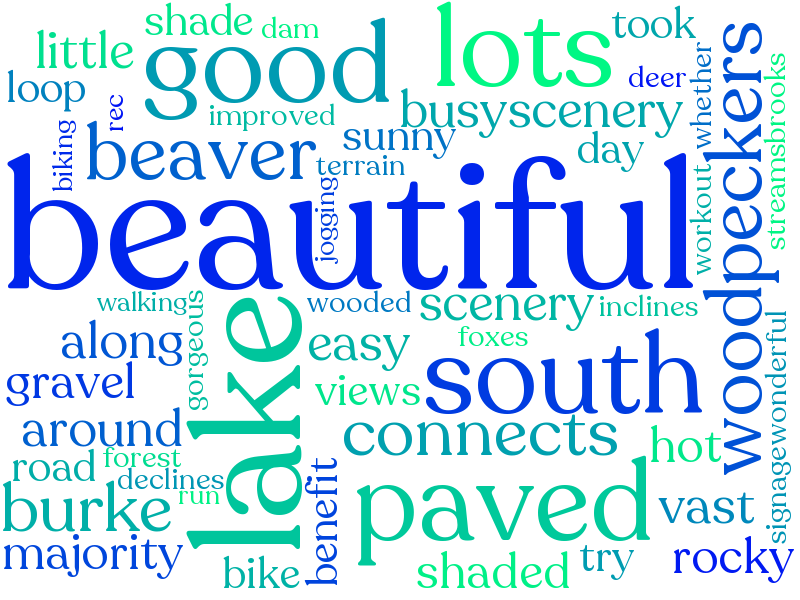 shade
dam
took
little
good
lots
deer
loop
rec
improved
busyscenery
whether
woodpeckers
streamsbrooks
biking
beaver
sunny
terrain
day
workout
jogging
beautiful
walkings
gorgeous
wooded
scenery
inclines
along
lake
easy
foxes
gravel
views
south
signagewonderful
around
connects
hot
road
forest
declines
run
burke
benefit
paved
vast
majority
bike
shaded
try
rocky